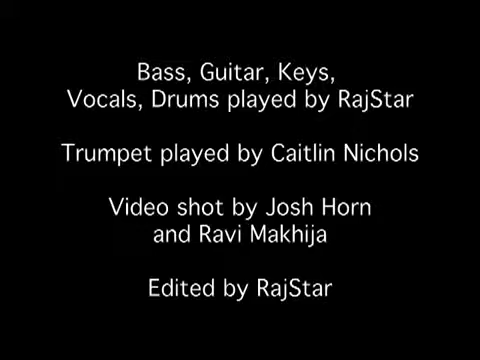 Bass, Guitar, Keys,
Vocals, Drums played by RajStar
Trumpet played by Caitlin Nichols
Video shot by Josh Horn
and Ravi Makhija
Edited by RajStar